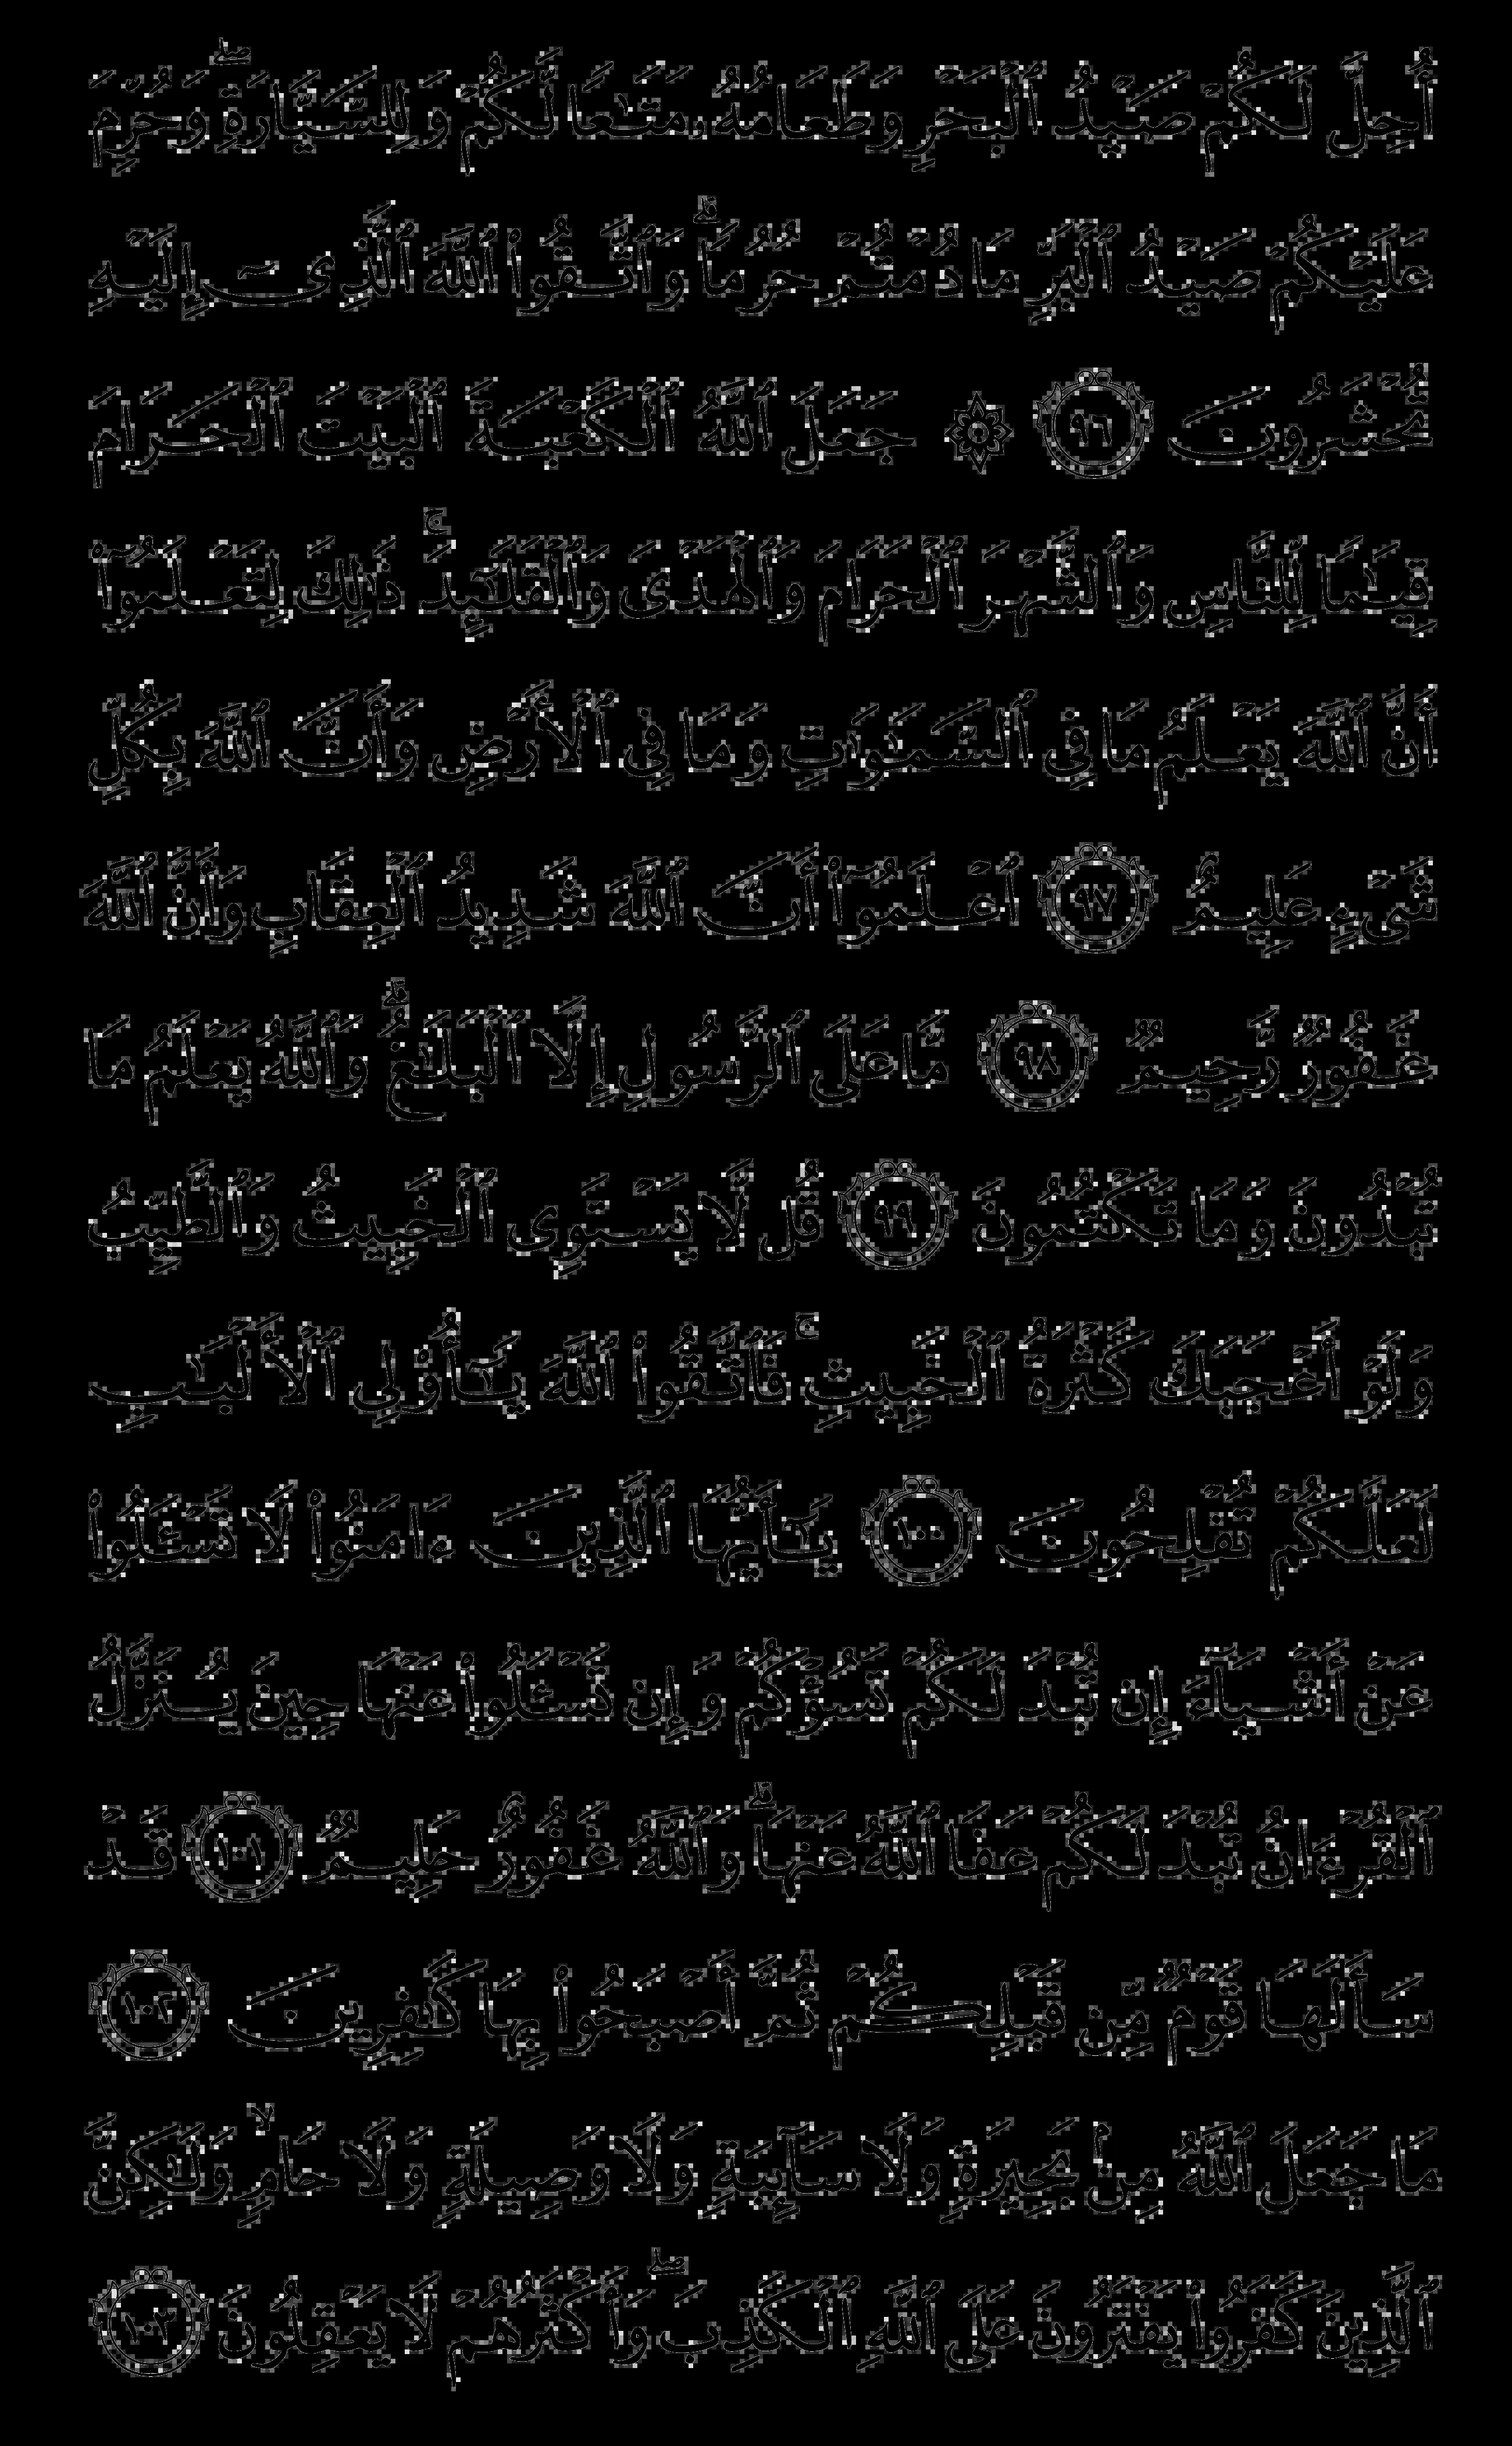 أُحِلَّ لَكُمْ صَيْدُ ٱلْبَحْرِ وَطَعَامُهُۥ مَتَٰعًا لَّكُمْ وَلِلسَّيَّارَةِ ۖ وَحُرِّمَ
عَلَيْكُمْ صَيْدُ ٱلْبَرِّ مَا دُمْتُمْ حُرُمًا ۗ وَٱتَّقُوا۟ ٱللَّهَ ٱلَّذِىٓ إِلَيْهِ
تُحْشَرُونَ ٩٦ ۞ جَعَلَ ٱللَّهُ ٱلْكَعْبَةَ ٱلْبَيْتَ ٱلْحَرَامَ
قِيَٰمًا لِّلنَّاسِ وَٱلشَّهْرَ ٱلْحَرَامَ وَٱلْهَدْىَ وَٱلْقَلَٰٓئِدَ ۚ ذَٰلِكَ لِتَعْلَمُوٓا۟
أَنَّ ٱللَّهَ يَعْلَمُ مَا فِى ٱلسَّمَٰوَٰتِ وَمَا فِى ٱلْأَرْضِ وَأَنَّ ٱللَّهَ بِكُلِّ
شَىْءٍ عَلِيمٌ ٩٧ ٱعْلَمُوٓا۟ أَنَّ ٱللَّهَ شَدِيدُ ٱلْعِقَابِ وَأَنَّ ٱللَّهَ
غَفُورٌ رَّحِيمٌ ٩٨ مَّا عَلَى ٱلرَّسُولِ إِلَّا ٱلْبَلَٰغُ ۗ وَٱللَّهُ يَعْلَمُ مَا
تُبْدُونَ وَمَا تَكْتُمُونَ ٩٩ قُل لَّا يَسْتَوِى ٱلْخَبِيثُ وَٱلطَّيِّبُ
وَلَوْ أَعْجَبَكَ كَثْرَةُ ٱلْخَبِيثِ ۚ فَٱتَّقُوا۟ ٱللَّهَ يَٰٓأُو۟لِى ٱلْأَلْبَٰبِ
لَعَلَّكُمْ تُفْلِحُونَ ١٠٠ يَٰٓأَيُّهَا ٱلَّذِينَ ءَامَنُوا۟ لَا تَسْـَٔلُوا۟
عَنْ أَشْيَآءَ إِن تُبْدَ لَكُمْ تَسُؤْكُمْ وَإِن تَسْـَٔلُوا۟ عَنْهَا حِينَ يُنَزَّلُ
ٱلْقُرْءَانُ تُبْدَ لَكُمْ عَفَا ٱللَّهُ عَنْهَا ۗ وَٱللَّهُ غَفُورٌ حَلِيمٌ ١٠١ قَدْ
سَأَلَهَا قَوْمٌ مِّن قَبْلِكُمْ ثُمَّ أَصْبَحُوا۟ بِهَا كَٰفِرِينَ ١٠٢
مَا جَعَلَ ٱللَّهُ مِنۢ بَحِيرَةٍ وَلَا سَآئِبَةٍ وَلَا وَصِيلَةٍ وَلَا حَامٍ ۙ وَلَٰكِنَّ
ٱلَّذِينَ كَفَرُوا۟ يَفْتَرُونَ عَلَى ٱللَّهِ ٱلْكَذِبَ ۖ وَأَكْثَرُهُمْ لَا يَعْقِلُونَ ١٠٣